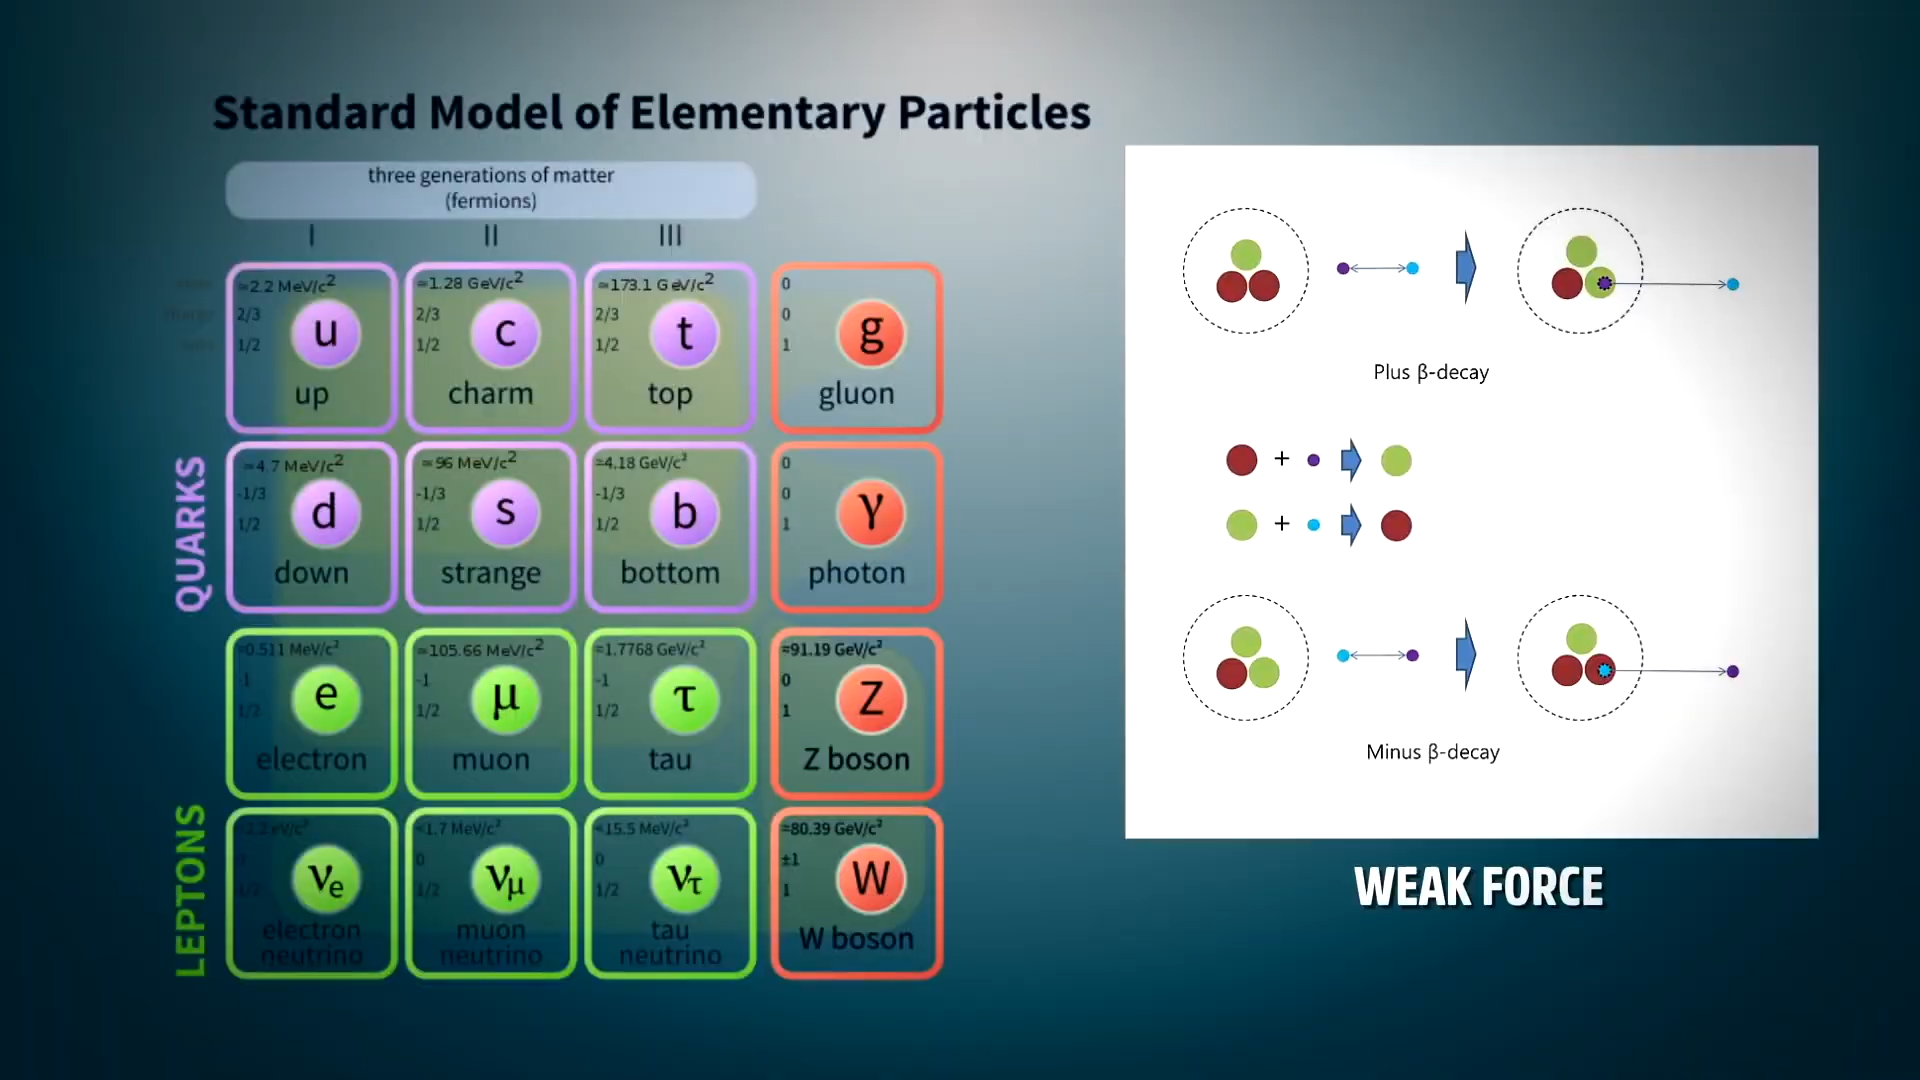 Standard Model of Elementary Particles
three generations of matter
(fermions)
I II III
≃2.2 MeV/c²
2/3
1/2
u
up
≃1.28 GeV/c²
2/3
1/2
c
charm
≃173.1 GeV/c²
2/3
1/2
t
top
0
0
1
g
gluon
QUARKS
≃4.7 MeV/c²
-1/3
1/2
d
down
≃96 MeV/c²
-1/3
1/2
s
strange
≃4.18 GeV/c²
-1/3
1/2
b
bottom
0
0
1
γ
photon
LEPTONS
≃0.511 MeV/c²
-1
1/2
e
electron
≃105.66 MeV/c²
-1
1/2
μ
muon
≃1.7768 GeV/c²
-1
1/2
τ
tau
≃91.19 GeV/c²
0
1
Z
Z boson
νe
electron
neutrino
<1.7 MeV/c²
0
1/2
νμ
muon
neutrino
<15.5 MeV/c²
0
1/2
ντ
tau
neutrino
≃80.39 GeV/c²
±1
1
W
W boson
Plus β-decay
+
+
Minus β-decay
WEAK FORCE